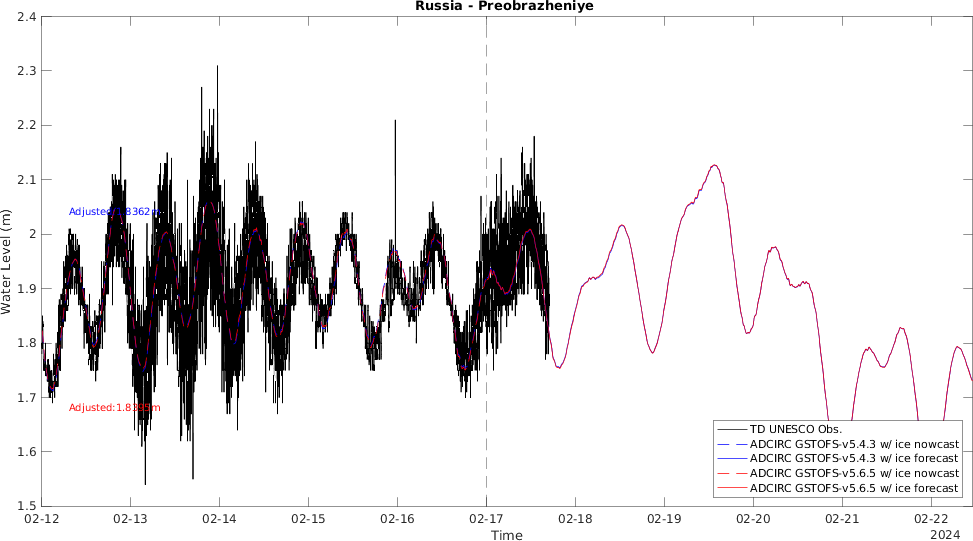 Russia - Preobrazheniye
2.4
2.3
2.2
2.1
2
1.9
1.8
1.7
1.6
1.5
Water Level (m)
Adjusted:1.8362m
02-12
02-13
02-14
02-15
02-16
02-17
02-18
02-19
02-20
02-21
02-22
Time
2024
TD UNESCO Obs.
ADCIRC GSTOFS-v5.4.3 w/ ice nowcast
ADCIRC GSTOFS-v5.4.3 w/ ice forecast
ADCIRC GSTOFS-v5.6.5 w/ ice nowcast
ADCIRC GSTOFS-v5.6.5 w/ ice forecast